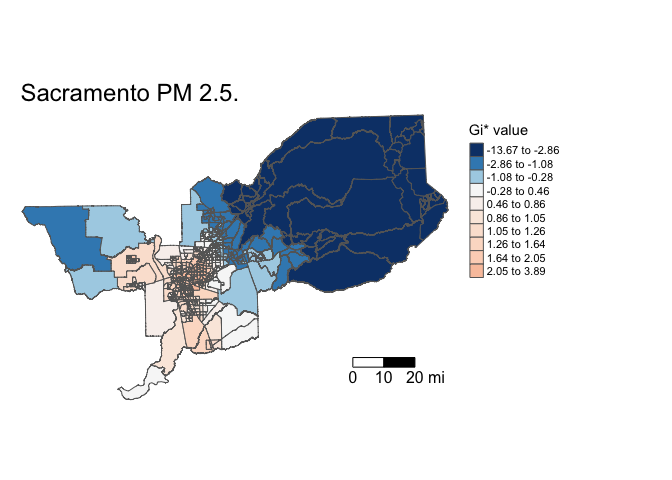 Sacramento PM 2.5.
Gi* value
-13.67 to -2.86
-2.86 to -1.08
-1.08 to -0.28
-0.28 to 0.46
0.46 to 0.86
0.86 to 1.05
1.05 to 1.26
1.26 to 1.64
1.64 to 2.05
2.05 to 3.89
0 10 20 mi